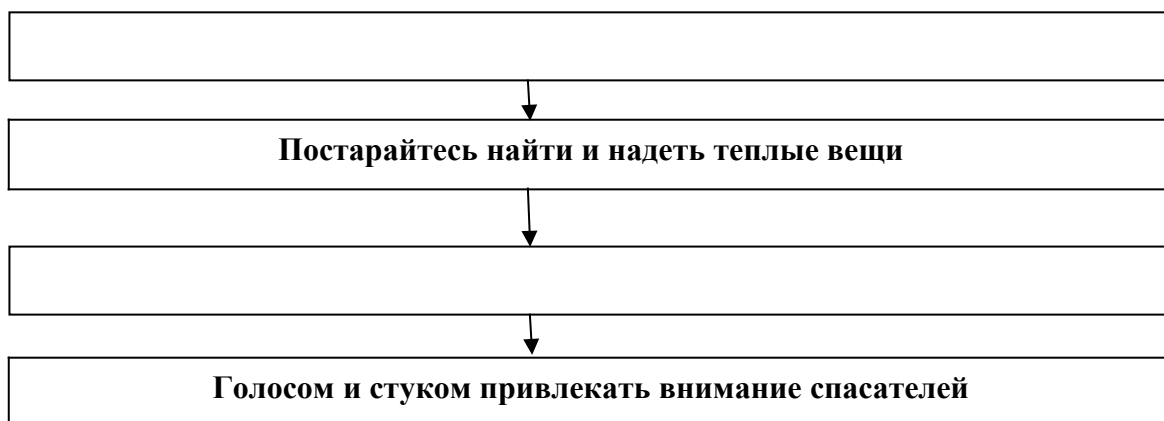 Постарайтесь найти и надеть теплые вещи
Голосом и стуком привлекать внимание спасателей